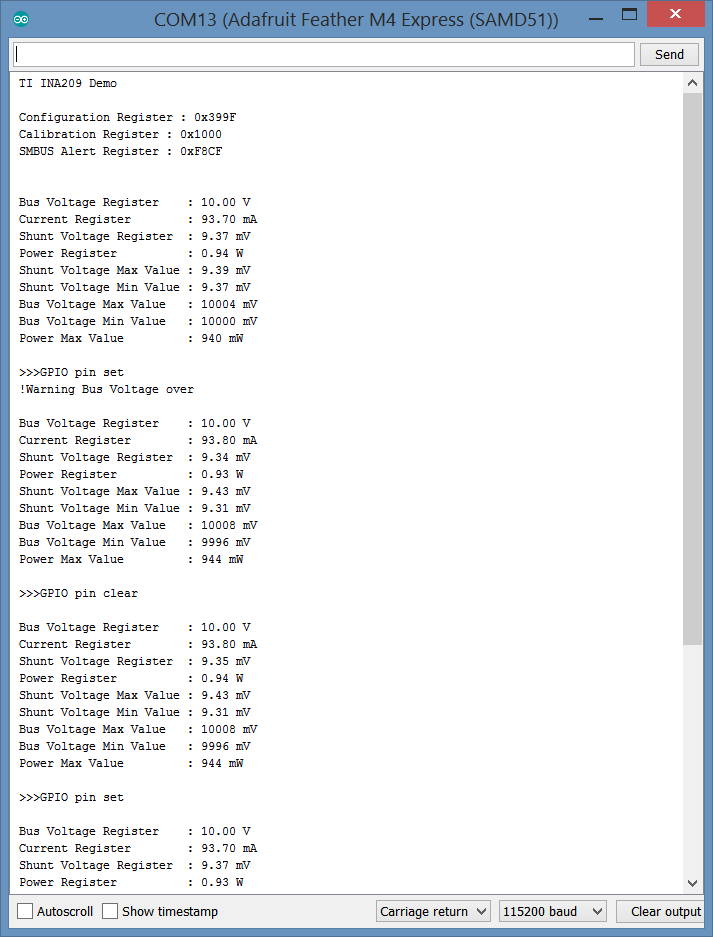 COM13 (Adafruit Feather M4 Express (SAMD51))
Send
TI INA209 Demo
Configuration Register : 0x399F
Calibration Register : 0x1000
SMBUS Alert Register : 0xF8CF
Bus Voltage Register    : 10.00 V
Current Register        : 93.70 mA
Shunt Voltage Register  : 9.37 mV
Power Register          : 0.94 W
Shunt Voltage Max Value : 9.39 mV
Shunt Voltage Min Value : 9.37 mV
Bus Voltage Max Value   : 10004 mV
Bus Voltage Min Value   : 10000 mV
Power Max Value         : 940 mW
>>>GPIO pin set
!Warning Bus Voltage over
Bus Voltage Register    : 10.00 V
Current Register        : 93.80 mA
Shunt Voltage Register  : 9.34 mV
Power Register          : 0.93 W
Shunt Voltage Max Value : 9.43 mV
Shunt Voltage Min Value : 9.31 mV
Bus Voltage Max Value   : 10008 mV
Bus Voltage Min Value   : 9996 mV
Power Max Value         : 944 mW
>>>GPIO pin clear
Bus Voltage Register    : 10.00 V
Current Register        : 93.80 mA
Shunt Voltage Register  : 9.35 mV
Power Register          : 0.94 W
Shunt Voltage Max Value : 9.43 mV
Shunt Voltage Min Value : 9.31 mV
Bus Voltage Max Value   : 10008 mV
Bus Voltage Min Value   : 9996 mV
Power Max Value         : 944 mW
>>>GPIO pin set
Bus Voltage Register    : 10.00 V
Current Register        : 93.70 mA
Shunt Voltage Register  : 9.37 mV
Power Register          : 0.93 W
Autoscroll Show timestamp Carriage return 115200 baud Clear output